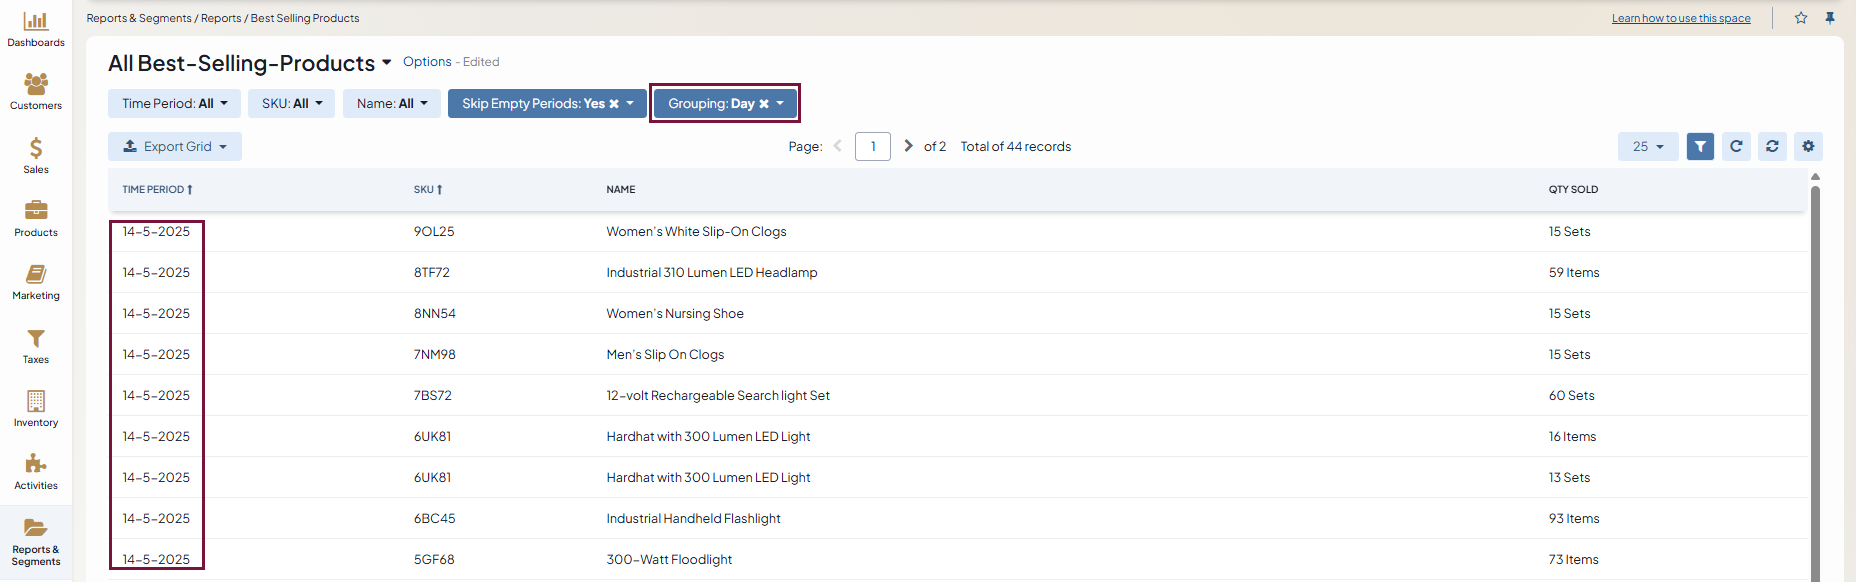 Dashboards
Customers
Sales
Products
Marketing
Taxes
Inventory
Activities
Reports &
Segments
Reports & Segments / Reports / Best Selling Products
Learn how to use this space
All Best-Selling-Products Options - Edited
Time Period: All SKU: All Name: All Skip Empty Periods: Yes Grouping: Day
Export Grid Page: 1 of 2 Total of 44 records 25
TIME PERIOD SKU NAME QTY SOLD
14-5-2025 9OL25 Women's White Slip-On Clogs 15 Sets
14-5-2025 8TF72 Industrial 310 Lumen LED Headlamp 59 Items
14-5-2025 8NN54 Women's Nursing Shoe 15 Sets
14-5-2025 7NM98 Men's Slip On Clogs 15 Sets
14-5-2025 7BS72 12-volt Rechargeable Search light Set 60 Sets
14-5-2025 6UK81 Hardhat with 300 Lumen LED Light 16 Items
14-5-2025 6UK81 Hardhat with 300 Lumen LED Light 13 Sets
14-5-2025 6BC45 Industrial Handheld Flashlight 93 Items
14-5-2025 5GF68 300-Watt Floodlight 73 Items